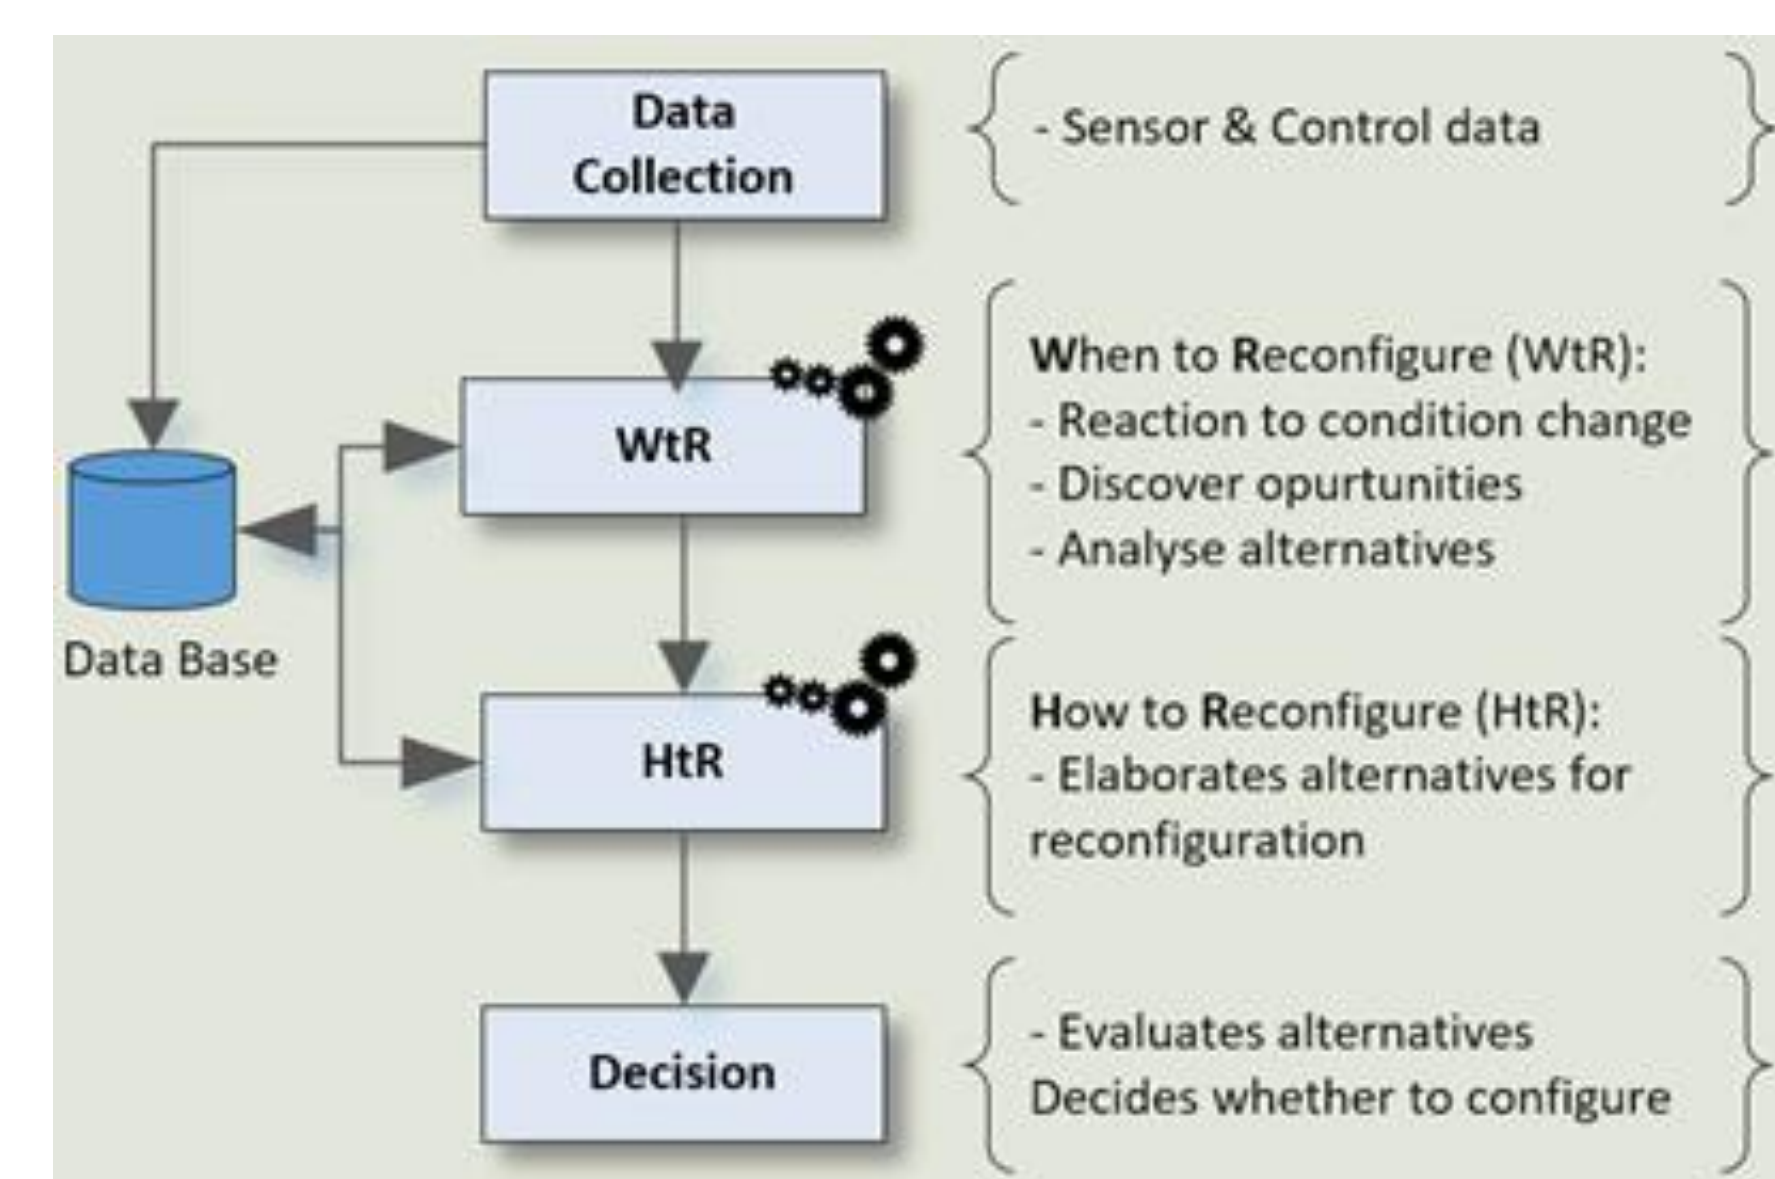 Data
Collection
- Sensor & Control data
When to Reconfigure (WtR):
- Reaction to condition change
- Discover opurtunities
- Analyse alternatives
WtR
Data Base
How to Reconfigure (HtR):
- Elaborates alternatives for
reconfiguration
HtR
- Evaluates alternatives
Decides whether to configure
Decision